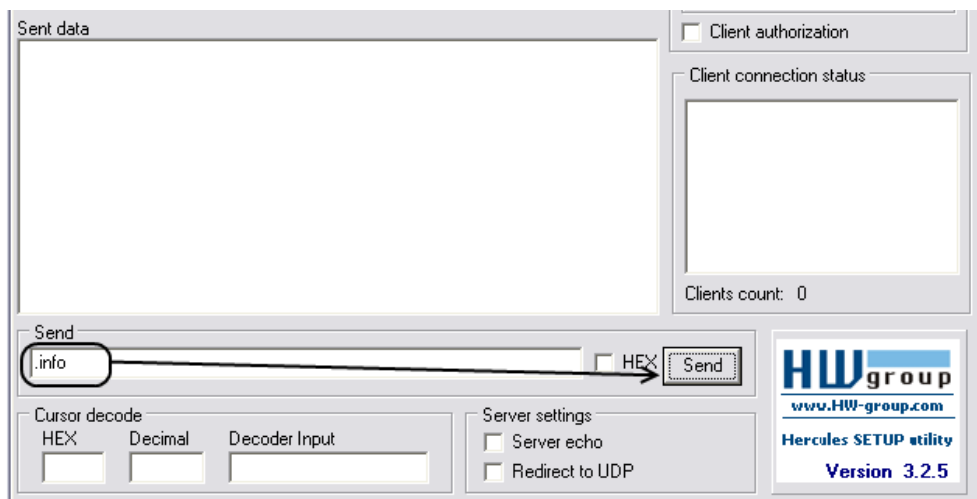 Sent data
Client authorization
Client connection status
Clients count: 0
Send
.info
HEX
Send
Cursor decode
HEX Decimal Decoder Input
Server settings
Server echo
Redirect to UDP
HW group
www.HW-group.com
Hercules SETUP utility
Version 3.2.5